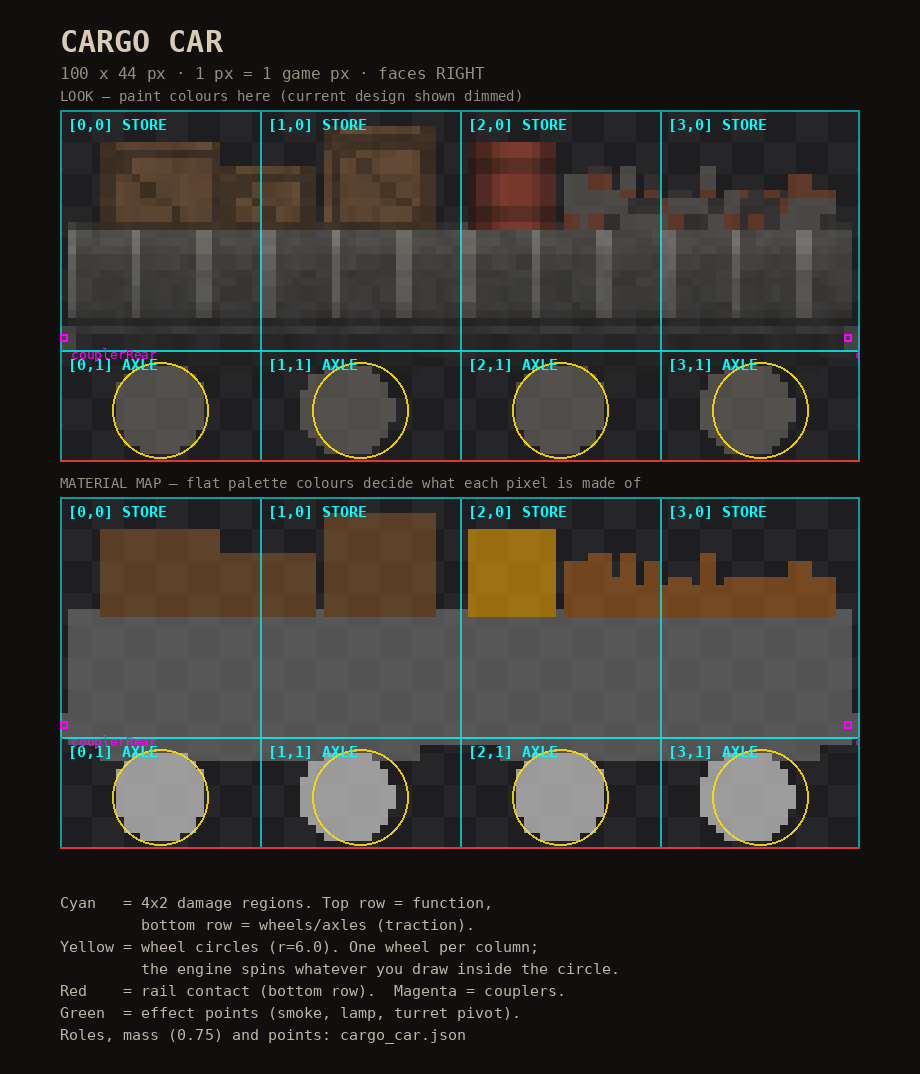 CARGO CAR
100 x 44 px · 1 px = 1 game px · faces RIGHT
LOOK — paint colours here (current design shown dimmed)
[0,0] STORE [1,0] STORE [2,0] STORE [3,0] STORE
couplerRear
[0,1] AXLE [1,1] AXLE [2,1] AXLE [3,1] AXLE
MATERIAL MAP — flat palette colours decide what each pixel is made of
[0,0] STORE [1,0] STORE [2,0] STORE [3,0] STORE
couplerRear
[0,1] AXLE [1,1] AXLE [2,1] AXLE [3,1] AXLE
Cyan = 4x2 damage regions. Top row = function,
bottom row = wheels/axles (traction).
Yellow = wheel circles (r=6.0). One wheel per column;
the engine spins whatever you draw inside the circle.
Red = rail contact (bottom row). Magenta = couplers.
Green = effect points (smoke, lamp, turret pivot).
Roles, mass (0.75) and points: cargo_car.json